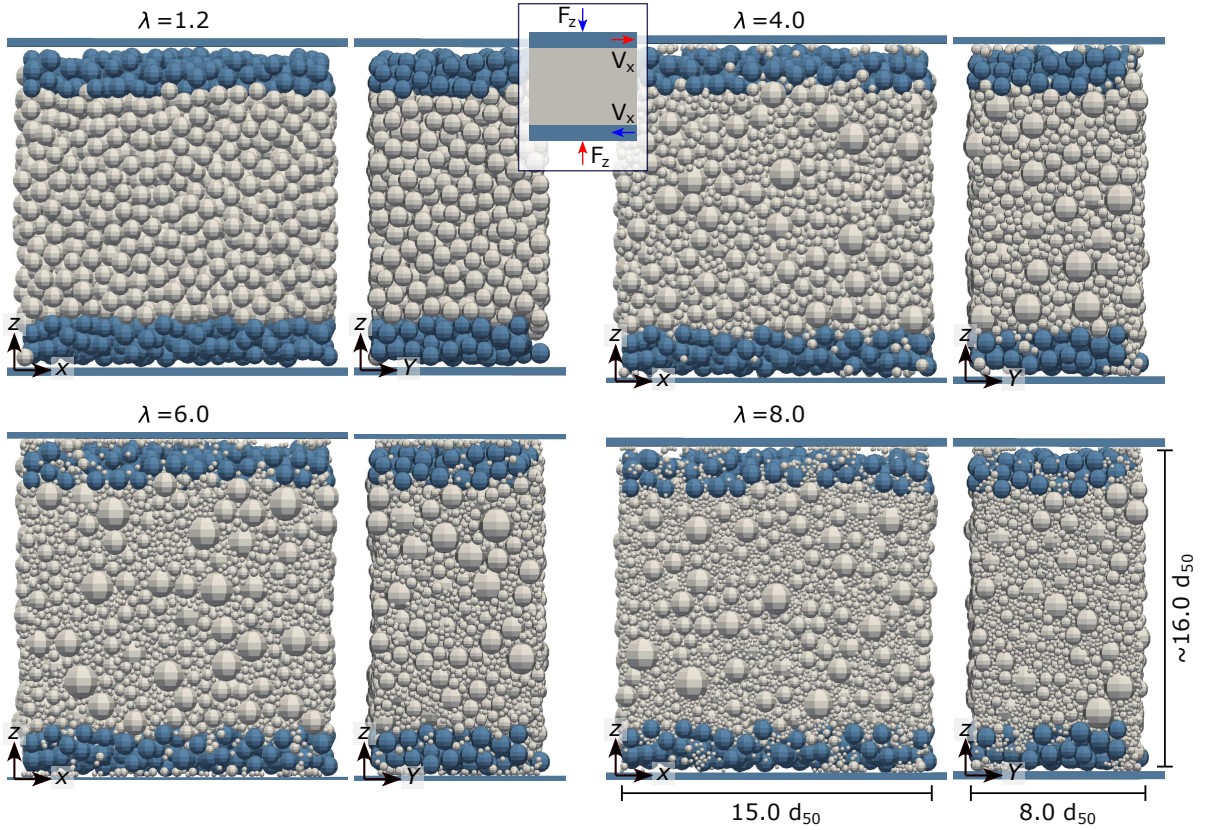 λ =1.2
F_z
V_x
V_x
F_z
λ =4.0
z
x
z
Y
z
x
z
Y
λ =6.0
λ =8.0
z
x
z
Y
z
x
z
Y
~16.0 d_50
15.0 d_50
8.0 d_50